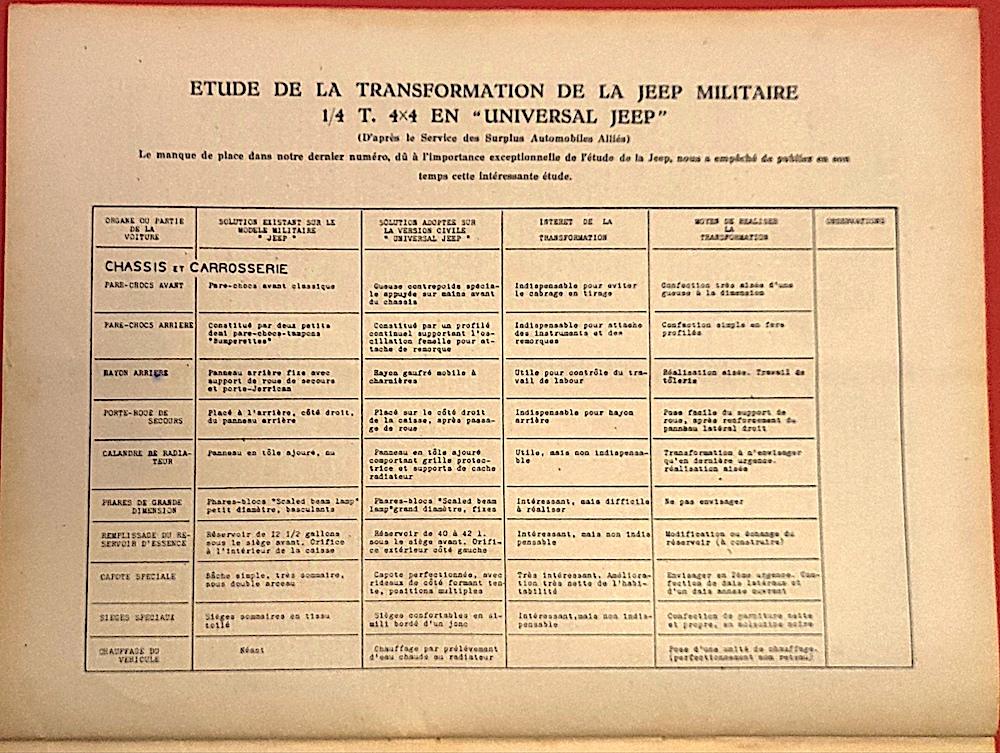 ETUDE DE LA TRANSFORMATION DE LA JEEP MILITAIRE
1/4 T. 4×4 EN "UNIVERSAL JEEP"
(D'après le Service des Surplus Automobiles Alliés)
Le manque de place dans notre dernier numéro, dû à l'importance exceptionnelle de l'étude de la Jeep, nous a empêché de publier en son
temps cette intéressante étude.
ORGANE OU PARTIE
DE LA
VOITURE
SOLUTION EXISTANT SUR LE
MODELE MILITAIRE
" JEEP "
SOLUTION ADOPTEE SUR
LA VERSION CIVILE
" UNIVERSAL JEEP "
INTERET DE LA
TRANSFORMATION
MOYEN DE REALISER
LA
TRANSFORMATION
OBSERVATIONS
CHASSIS ET CARROSSERIE
PARE-CHOCS AVANT
Pare-chocs avant classique
Gueuse contrepoids spécia-
le appuyée sur mains avant
du chassis
Indispensable pour eviter
le cabrage en tirage
Confection très aisée d'une
gueuse à la dimension
PARE-CHOCS ARRIERE
Constitué par deux petits
demi pare-chocs-tampons
"Bumperettes"
Constitué par un profilé
continuel supportant l'os-
cillation femelle pour at-
tache de remorque
Indispensable pour attache
des instruments et des
remorques
Confection simple en fers
profilés
HAYON ARRIERE
Panneau arrière fixe avec
support de roue de secours
et porte-Jerrican
Hayon gaufré mobile à
charnières
Utile pour contrôle du tra-
vail de labour
Réalisation aisée. Travail de
tôlerie
PORTE-ROUE DE
SECOURS
Placé à l'arrière, côté droit,
du panneau arrière
Placé sur le côté droit
de la caisse, après passa-
ge de roue
Indispensable pour hayon
arrière
Pose facile du support de
roue, après renforcement du
panneau latéral droit
CALANDRE DE RADIA-
TEUR
Panneau en tôle ajouré, nu
Panneau en tôle ajouré
comportant grille protec-
trice et supports de cache
radiateur
Utile, mais non indispensa-
ble
Transformation à n'envisager
qu'en dernière urgence.
réalisation aisée
PHARES DE GRANDE
DIMENSION
Phares-blocs "Scaled beam lamp"
petit diamètre, basculants
Phares-blocs "Scaled beam
lamp"grand diamètre, fixes
Intéressant, mais difficile
à réaliser
Ne pas envisager
REMPLISSAGE DU RE-
SERVOIR D'ESSENCE
Réservoir de 12 1/2 gallons
sous le siège avant. Orifice
à l'intérieur de la caisse
Réservoir de 40 à 42 l.
sous le siège avant. Orifi-
ce extérieur côté gauche
Intéressant, mais non indis
pensable
Modification ou échange du
réservoir (à construire)
CAPOTE SPECIALE
Bâche simple, très sommaire,
sous double arceau
Capote perfectionnée, avec
rideaux de côté formant ten-
te, positions multiples
Très intéressant. Améliora-
tion très nette de l'habi-
tabilité
Envisager en 2ème urgence. Con-
fection de dais latéraux et
d'un dais annexe ouvrant
SIEGES SPECIAUX
Sièges sommaires en tissu
toilé
Sièges confortables en si-
mili bordé d'un jonc
Intéressant,mais non indis-
pensable
Confection de garniture nette
et propre, en moleskine noire
CHAUFFAGE DU
VEHICULE
Néant
Chauffage par prélèvement
d'eau chaude au radiateur
Pose d'une unité de chauffage.
(perfectionnement non retenu)